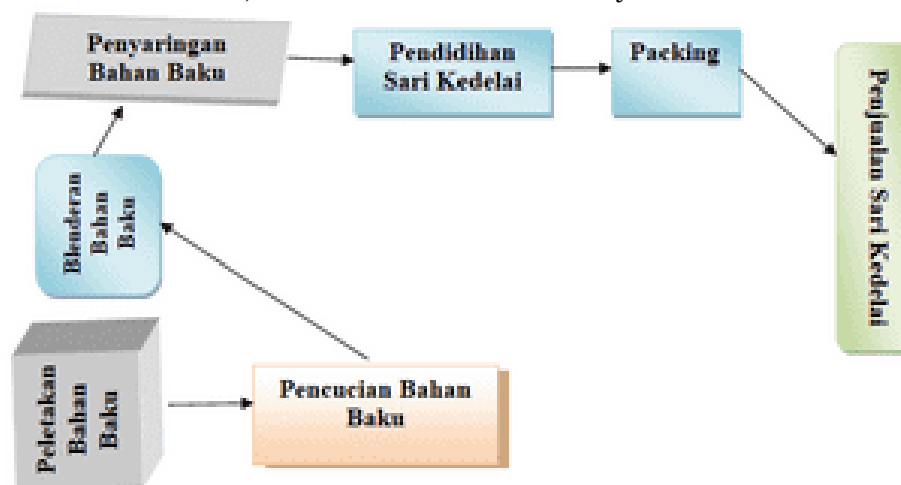 Penyaringan
Bahan Baku
Pendidihan
Sari Kedelai
Packing
Penjualan Sari Kedelai
Blenderan
Bahan
Baku
Peletakan
Bahan
Baku
Pencucian Bahan
Baku